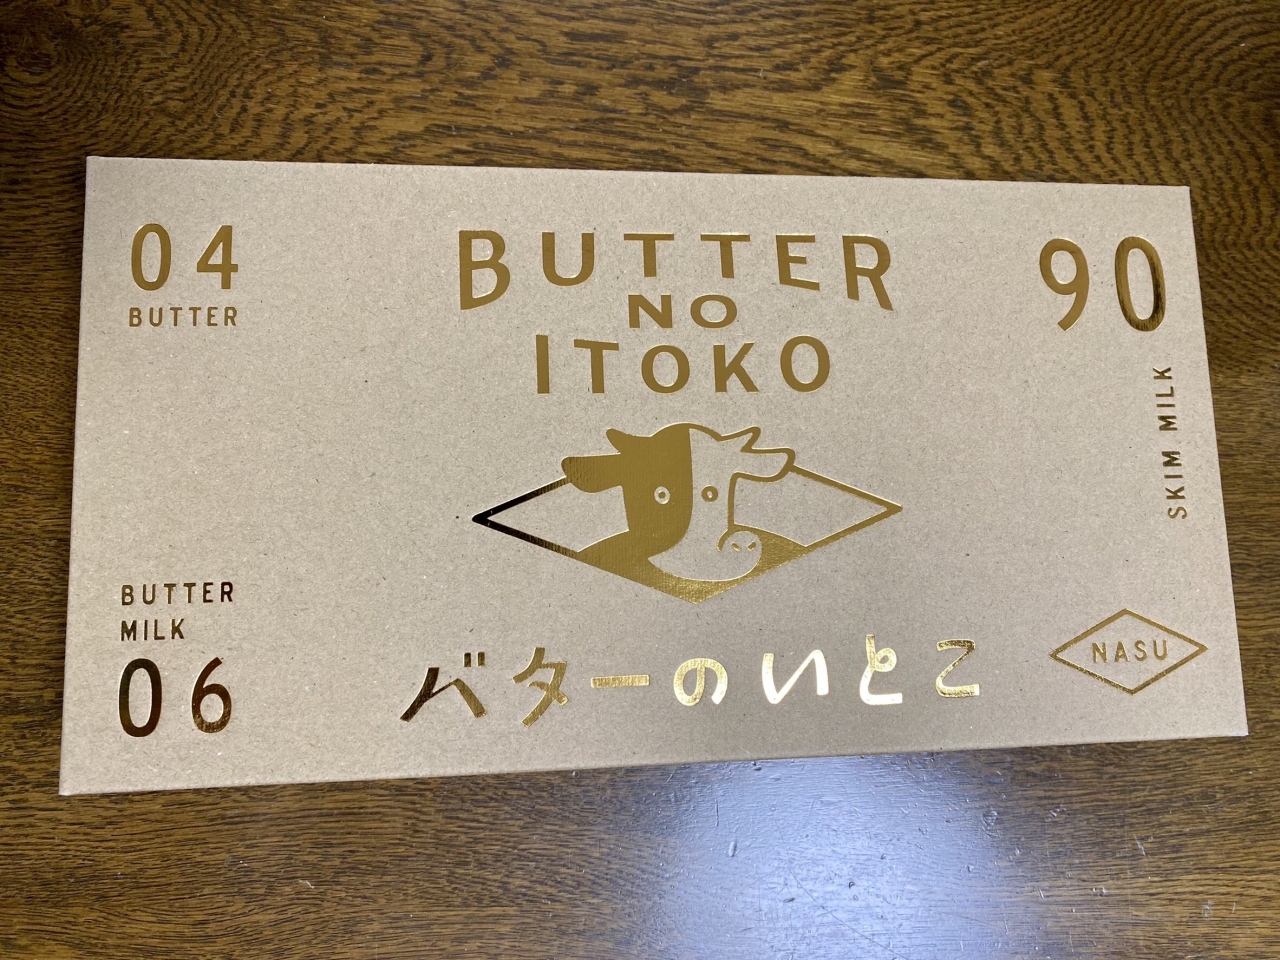 04
BUTTER
BUTTER
NO
ITOKO
90
SKIM MILK
BUTTER
MILK
06
バターのいとこ
NASU